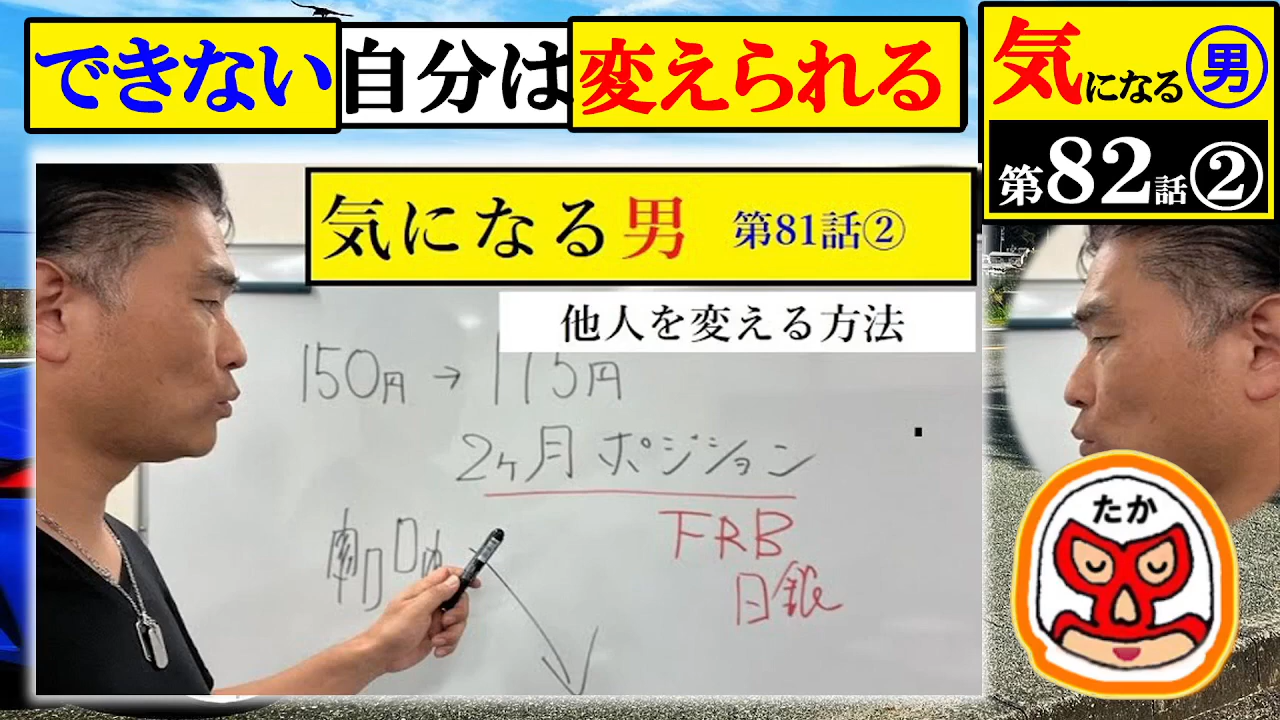 できない自分は変えられる
気になる男
第82話②
気になる男 第81話②
他人を変える方法
150円→115円
2ヶ月 ポジション
FRB
日銀
たか